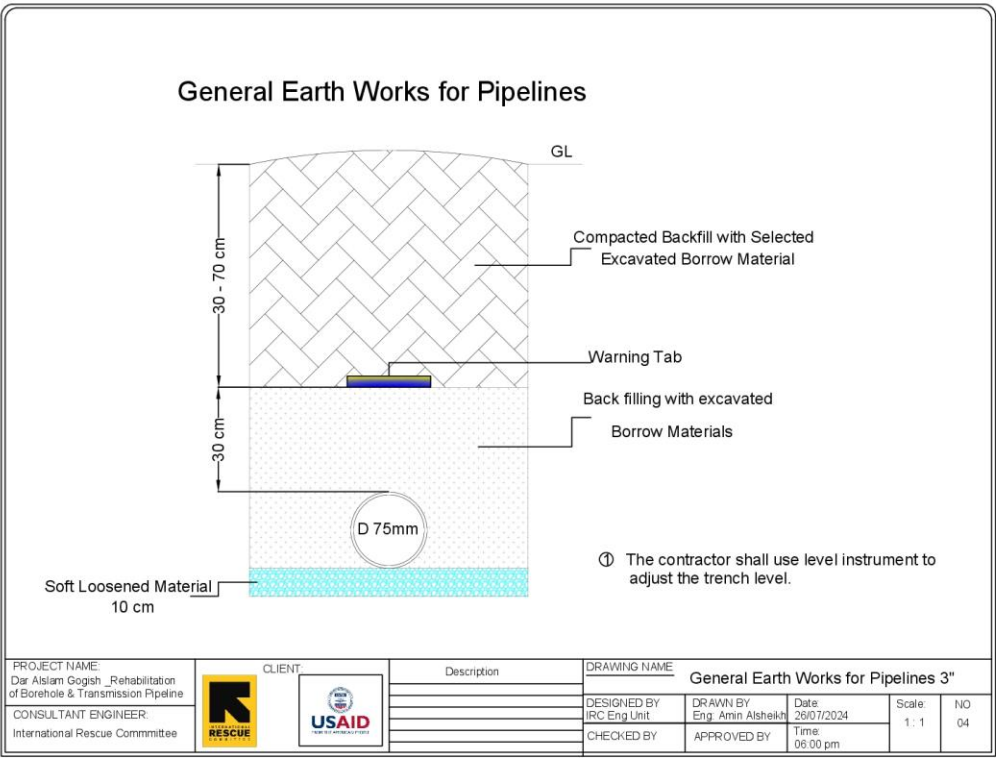 General Earth Works for Pipelines
GL
30 - 70 cm
Compacted Backfill with Selected
Excavated Borrow Material
Warning Tab
Back filling with excavated
Borrow Materials
30 cm
D 75mm
① The contractor shall use level instrument to
adjust the trench level.
Soft Loosened Material
10 cm
PROJECT NAME:
Dar Alslam Gogish _Rehabilitation
of Borehole & Transmission Pipeline
CONSULTANT ENGINEER:
International Rescue Commmittee
CLIENT:
INTERNATIONAL
RESCUE
COMMITTEE
USAID
Description
DRAWING NAME
General Earth Works for Pipelines 3"
DESIGNED BY
IRC Eng Unit
DRAWN BY
Eng: Amin Alsheikh
Date:
26/07/2024
Scale:
1 : 1
NO
04
CHECKED BY
APPROVED BY
Time:
06:00 pm